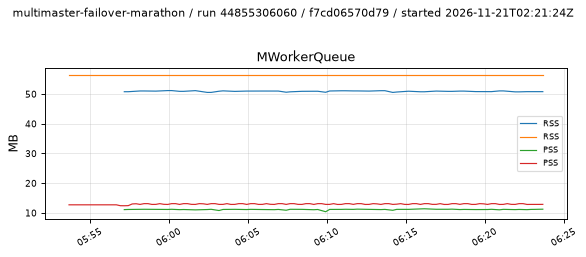 multimaster-failover-marathon / run 44855306060 / f7cd06570d79 / started 2026-11-21T02:21:24Z
MWorkerQueue
MB
50
40
30
20
10
RSS
RSS
PSS
PSS
05:55
06:00
06:05
06:10
06:15
06:20
06:25